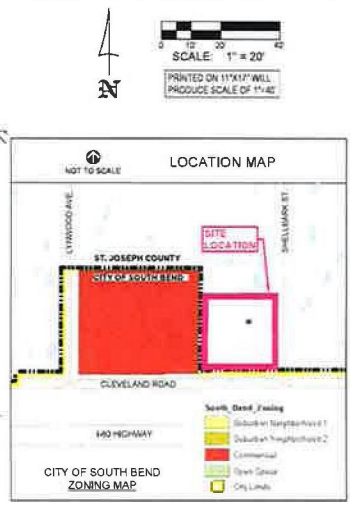 N
0 10' 20' 40'
SCALE: 1" = 20'
PRINTED ON 11"X17" WILL
PRODUCE SCALE OF 1"=40'
NOT TO SCALE
LOCATION MAP
LYNWOOD AVE.
SHELLBARK ST.
SITE
LOCATION
ST. JOSEPH COUNTY
CITY OF SOUTH BEND
CLEVELAND ROAD
I-80 HIGHWAY
South_Bend_Zoning
Suburban Neighborhood 1
Suburban Neighborhood 2
Commercial
Open Space
City Limits
CITY OF SOUTH BEND
ZONING MAP